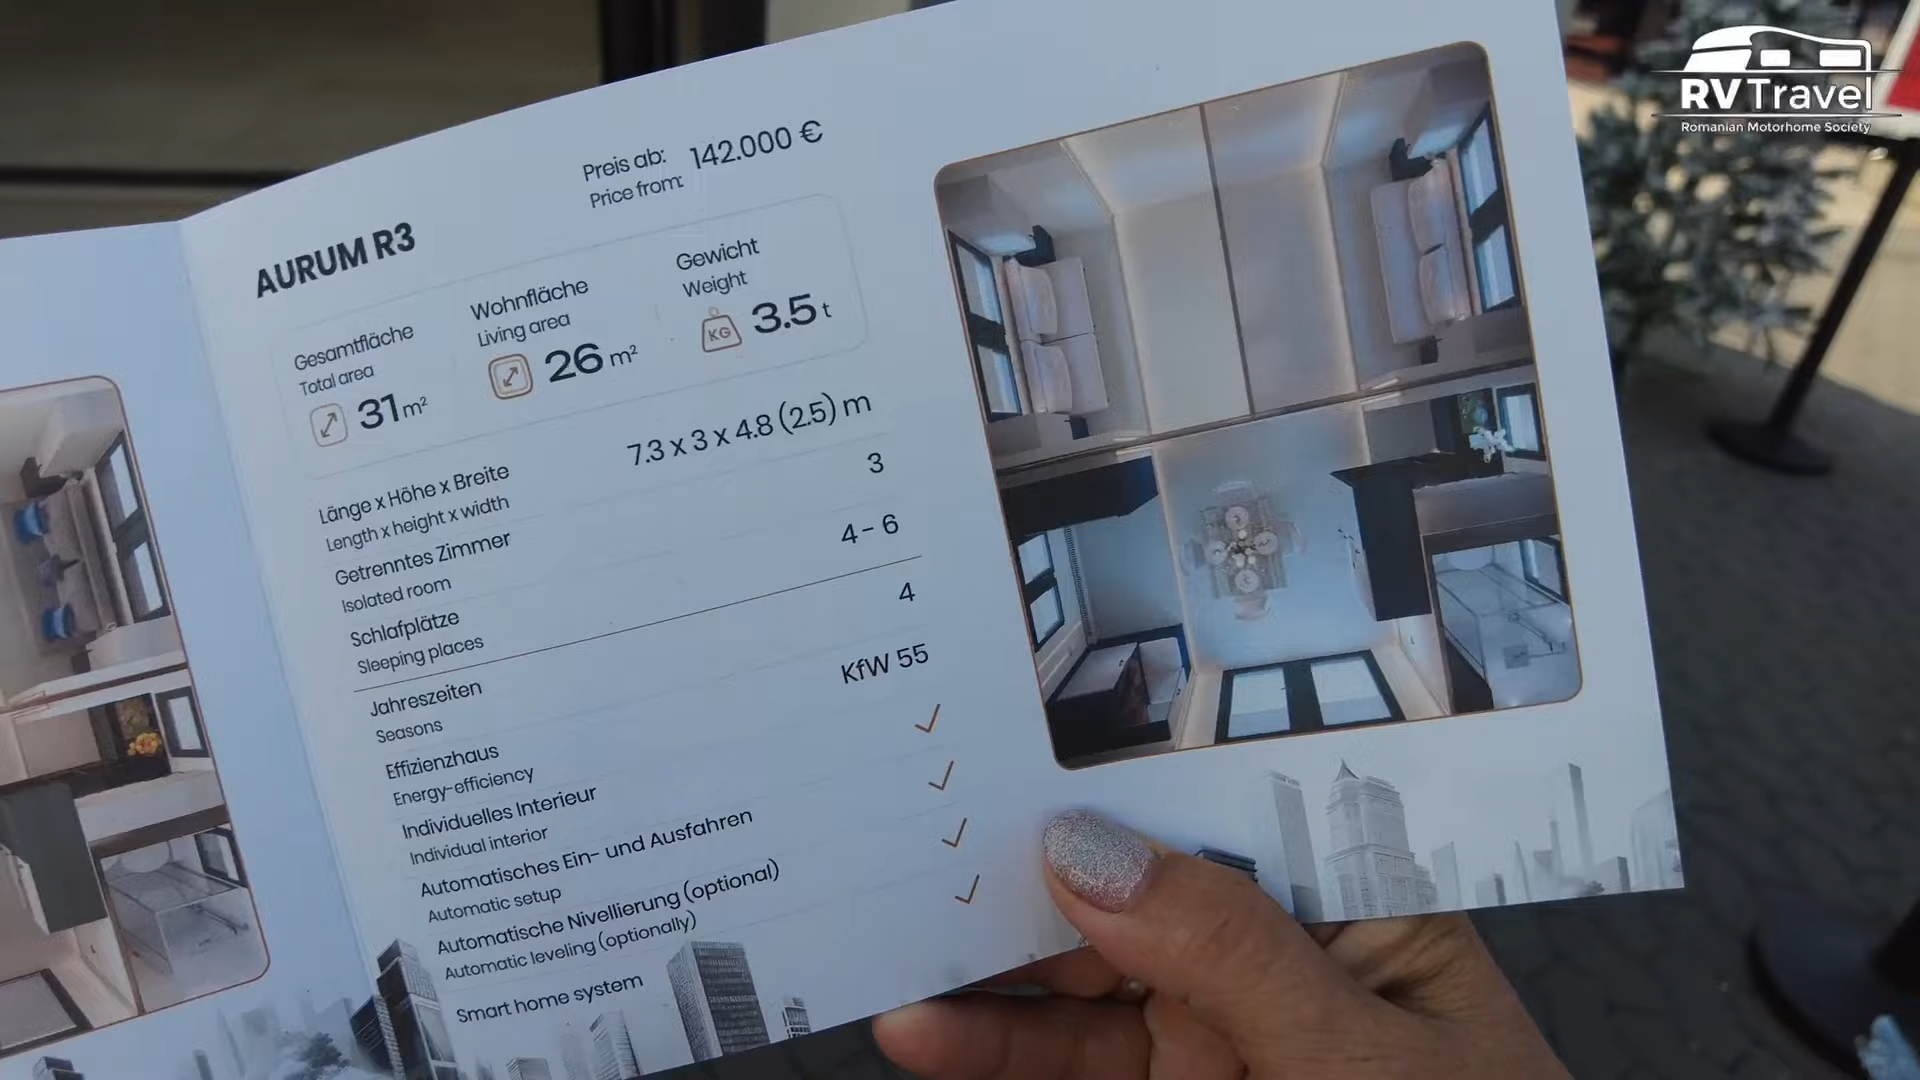 RV Travel
Romanian Motorhome Society
Preis ab:
Price from:
142.000 €
AURUM R3
Gesamtfläche
Total area
31 m²
Wohnfläche
Living area
26 m²
Gewicht
Weight
KG
3.5 t
Länge x Höhe x Breite
Length x height x width
7.3 x 3 x 4.8 (2.5) m
Getrenntes Zimmer
Isolated room
3
Schlafplätze
Sleeping places
4 - 6
Jahreszeiten
Seasons
4
Effizienzhaus
Energy-efficiency
KfW 55
Individuelles Interieur
Individual interior
Automatisches Ein- und Ausfahren
Automatic setup
Automatische Nivellierung (optional)
Automatic leveling (optionally)
Smart home system